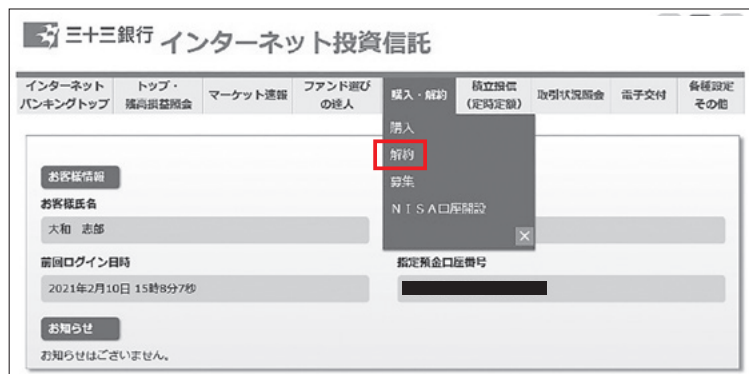 三十三銀行 インターネット投資信託
インターネット
バンキングトップ
トップ・
残高損益照会
マーケット速報
ファンド選び
の達人
購入・解約
積立投信
(定時定額)
取引状況照会
電子交付
各種設定
その他
購入
解約
募集
NISA口座開設
お客様情報
お客様氏名
大和 志郎
前回ログイン日時
指定預金口座番号
2021年2月10日 15時8分7秒
お知らせ
お知らせはございません。